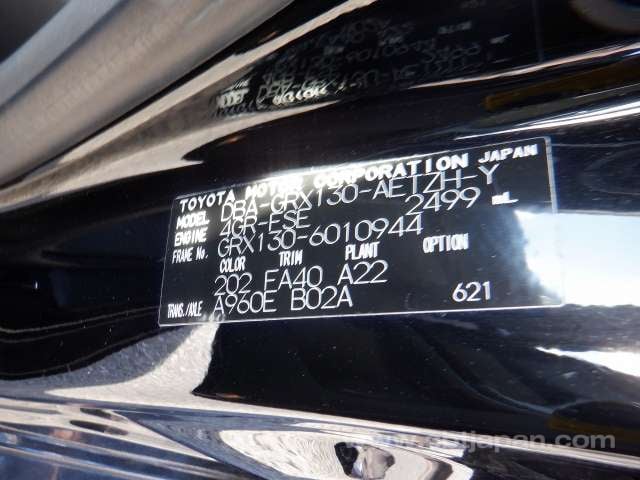 TOYOTA MOTOR CORPORATION JAPAN
MODEL DBA-GRX130-AETZH-Y
ENGINE 4GR-FSE 2499 mL
FRAME No. GRX130-6010944
COLOR TRIM PLANT OPTION
202 FA40 A22
TRANS./AXLE A960E B02A 621